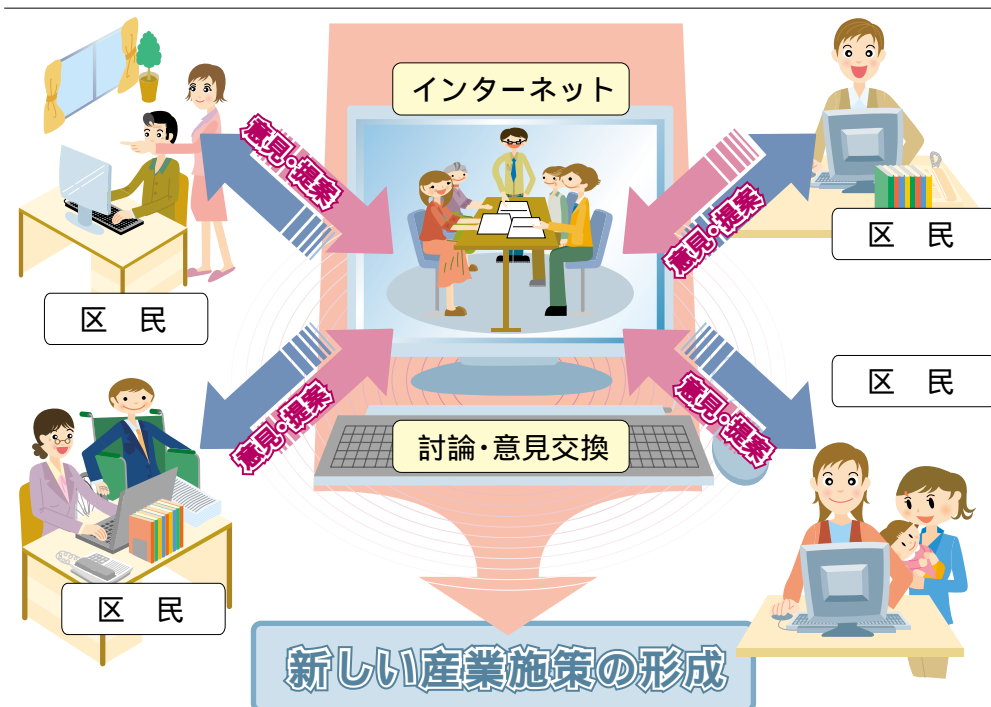 インターネット
意見・提案
意見・提案
区 民
区 民
区 民
意見・提案
意見・提案
討論・意見交換
区 民
新しい産業施策の形成